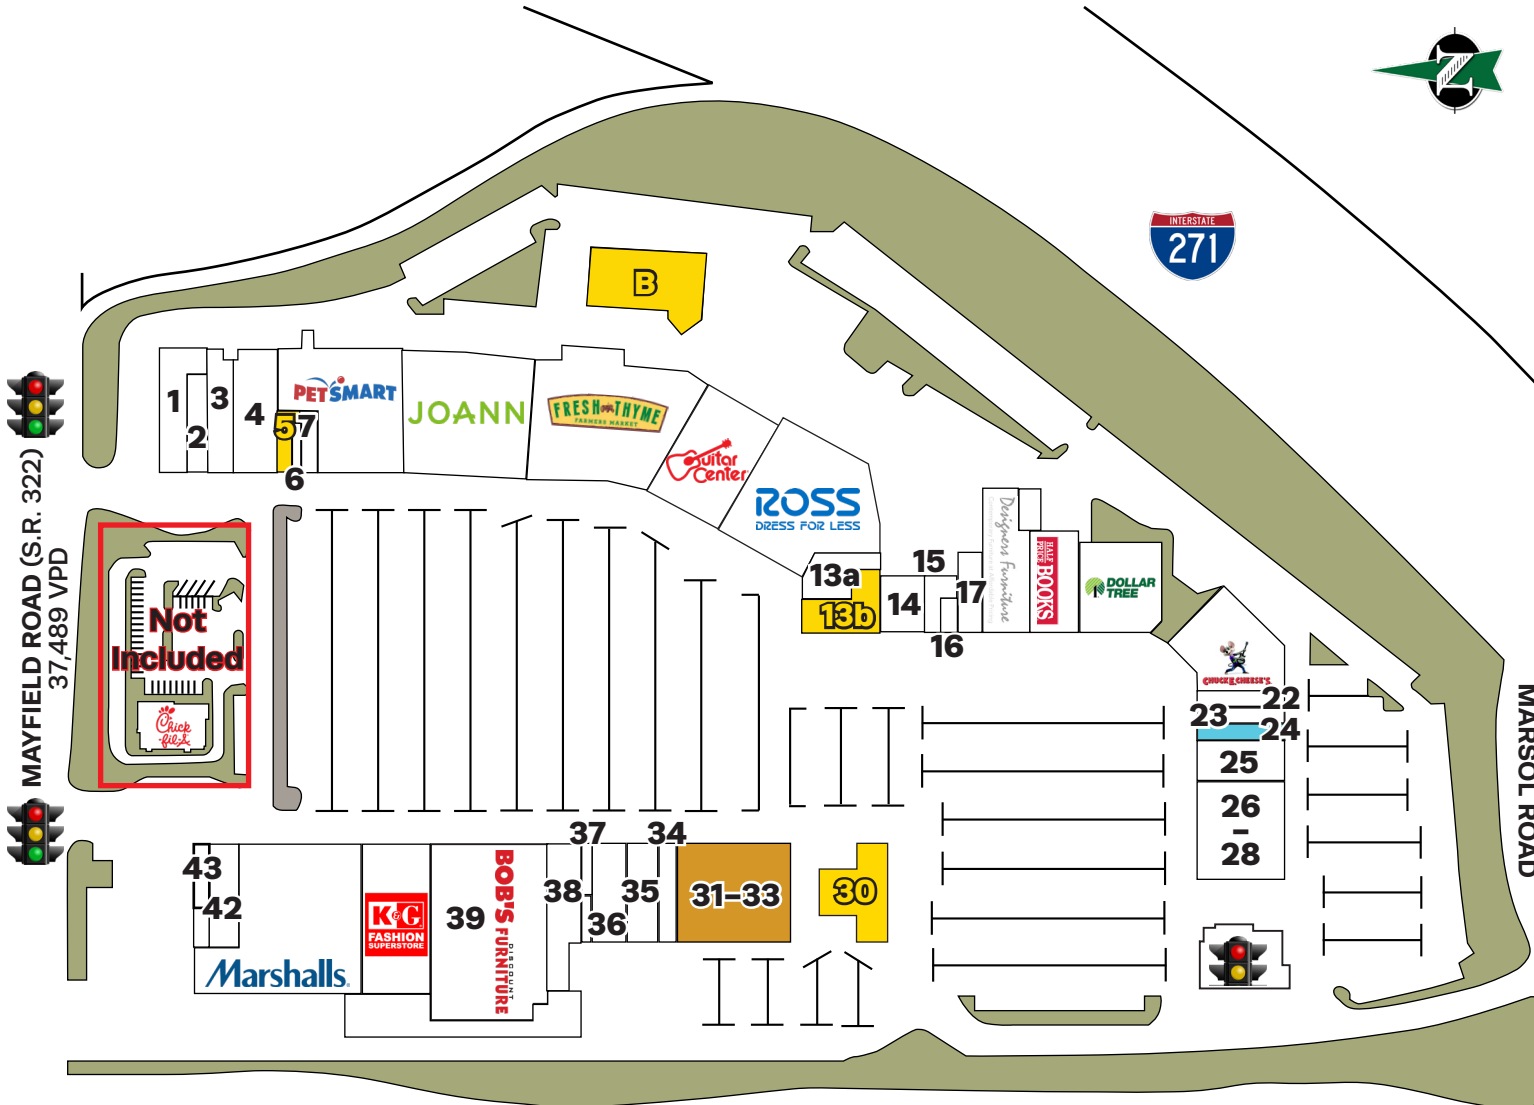 Z
INTERSTATE
271
B
1
2
3
4
5
7
6
PETSMART
JOANN
FRESH THYME
FARMERS MARKET
Guitar
Center
ROSS
DRESS FOR LESS
13a
13b
14
15
16
17
Designers Furniture
HALF
PRICE
BOOKS
DOLLAR
TREE
CHUCK E. CHEESE'S
22
23
24
25
26
–
28
MAYFIELD ROAD (S.R. 322)
37,489 VPD
Not
Included
Chick
-fil-A
MARSOL ROAD
43
42
Marshalls
K&G
FASHION
SUPERSTORE
39
BOB'S
DISCOUNT
FURNITURE
38
37
36
35
34
31–33
30